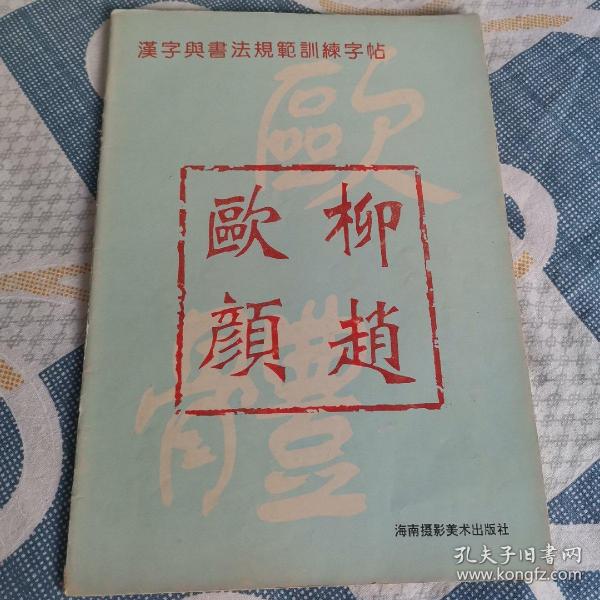 漢字與書法規範訓練字帖
歐
歐柳
顔趙
體
海南摄影美术出版社
孔夫子旧书网
www.kongfz.com